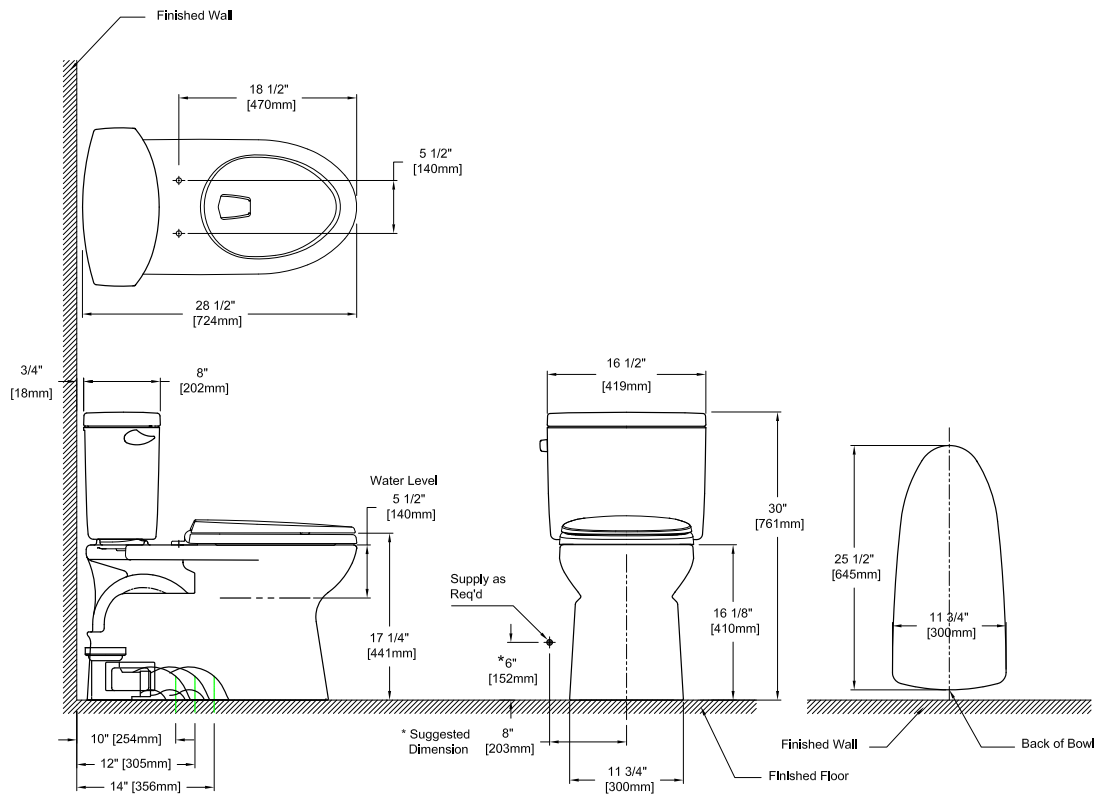 Finished Wall
18 1/2"
[470mm]
5 1/2"
[140mm]
28 1/2"
[724mm]
3/4"
[18mm]
8"
[202mm]
16 1/2"
[419mm]
Water Level
5 1/2"
[140mm]
30"
[761mm]
25 1/2"
[645mm]
Supply as
Req'd
16 1/8"
[410mm]
11 3/4"
[300mm]
17 1/4"
[441mm]
*6"
[152mm]
10" [254mm]
12" [305mm]
14" [356mm]
* Suggested
Dimension
8"
[203mm]
11 3/4"
[300mm]
Finished Floor
Finished Wall
Back of Bowl